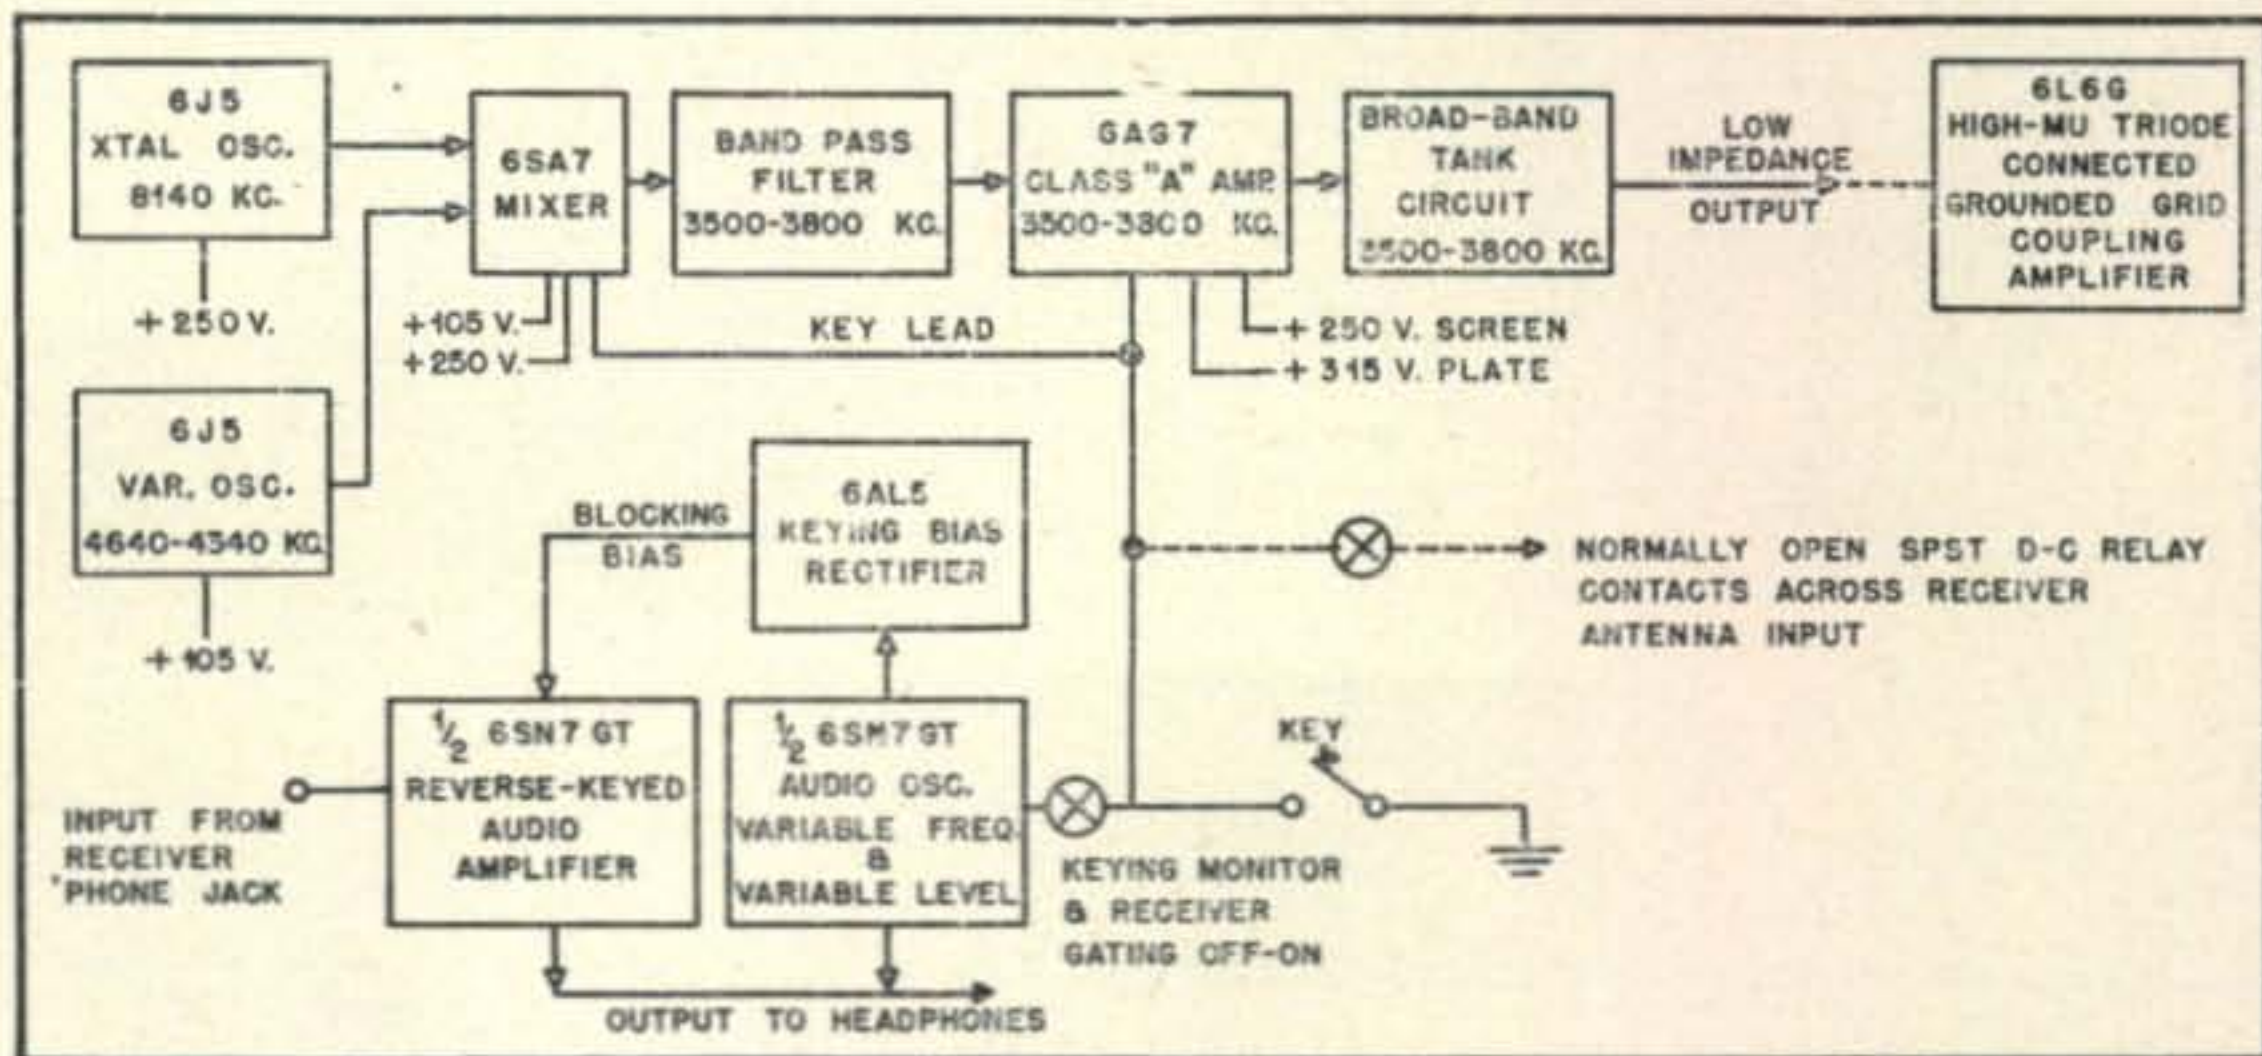 6J5
XTAL OSC.
8140 KC.
+250 V.
6SA7
MIXER
+105 V.
+250 V.
BAND PASS
FILTER
3500-3800 KC.
KEY LEAD
6AG7
CLASS "A" AMP.
3500-3800 KC.
+ 250 V. SCREEN
+ 315 V. PLATE
BROAD-BAND
TANK
CIRCUIT
3500-3800 KC.
LOW
IMPEDANCE
OUTPUT
6L6G
HIGH-MU TRIODE
CONNECTED
GROUNDED GRID
COUPLING
AMPLIFIER
6J5
VAR. OSC.
4640-4340 KC.
+ 105 V.
BLOCKING
BIAS
6AL5
KEYING BIAS
RECTIFIER
NORMALLY OPEN SPST D-C RELAY
CONTACTS ACROSS RECEIVER
ANTENNA INPUT
INPUT FROM
RECEIVER
'PHONE JACK
1/2 6SN7 GT
REVERSE-KEYED
AUDIO
AMPLIFIER
1/2 6SN7 GT
AUDIO OSC.
VARIABLE FREQ.
&
VARIABLE LEVEL
KEY
KEYING MONITOR
& RECEIVER
GATING OFF-ON
OUTPUT TO HEADPHONES